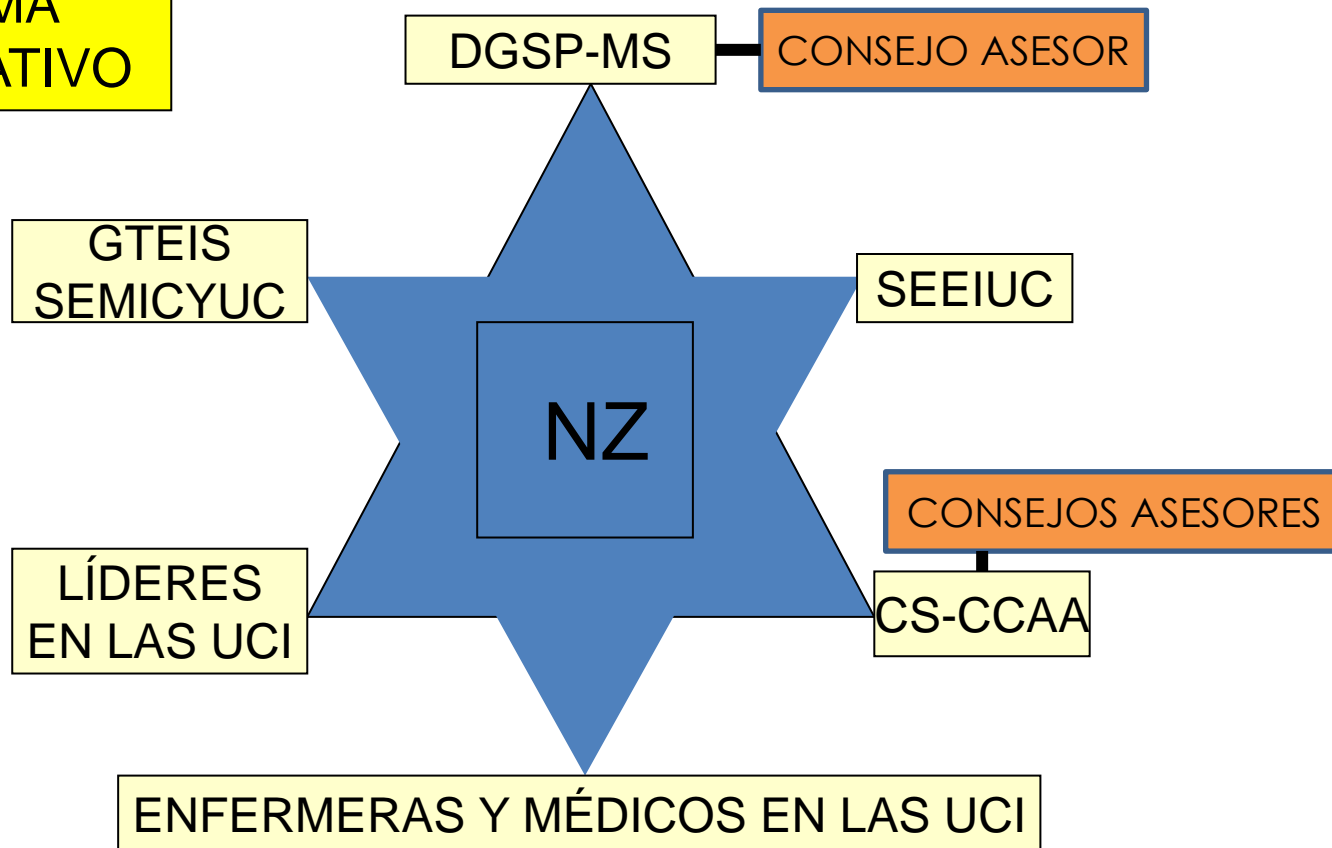 ATIVO
DGSP-MS
CONSEJO ASESOR
GTEIS
SEMICYUC
SEEIUC
NZ
CONSEJOS ASESORES
LÍDERES
EN LAS UCI
CS-CCAA
ENFERMERAS Y MÉDICOS EN LAS UCI